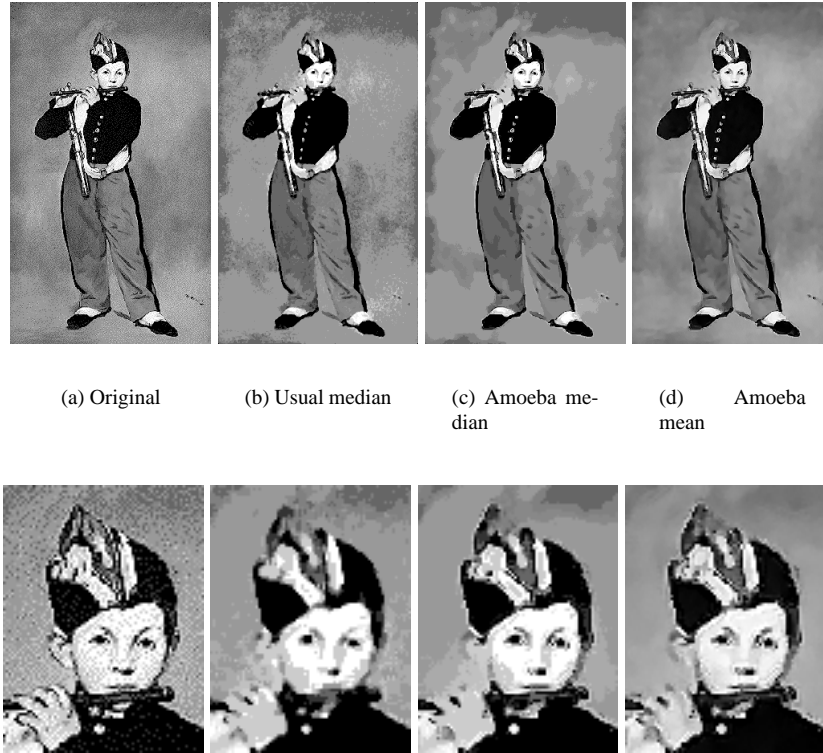 (a) Original
(b) Usual median
(c) Amoeba me-
dian
(d) Amoeba
mean